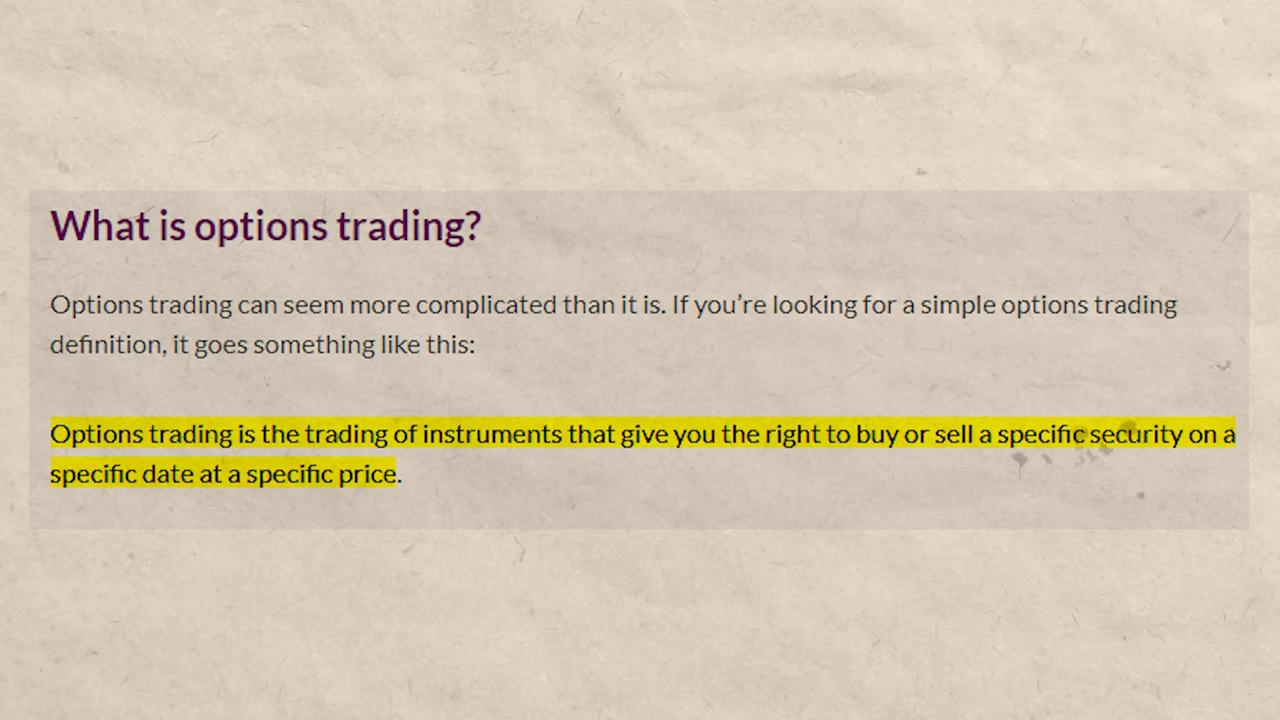 What is options trading?
Options trading can seem more complicated than it is. If you’re looking for a simple options trading
definition, it goes something like this:
Options trading is the trading of instruments that give you the right to buy or sell a specific security on a
specific date at a specific price.